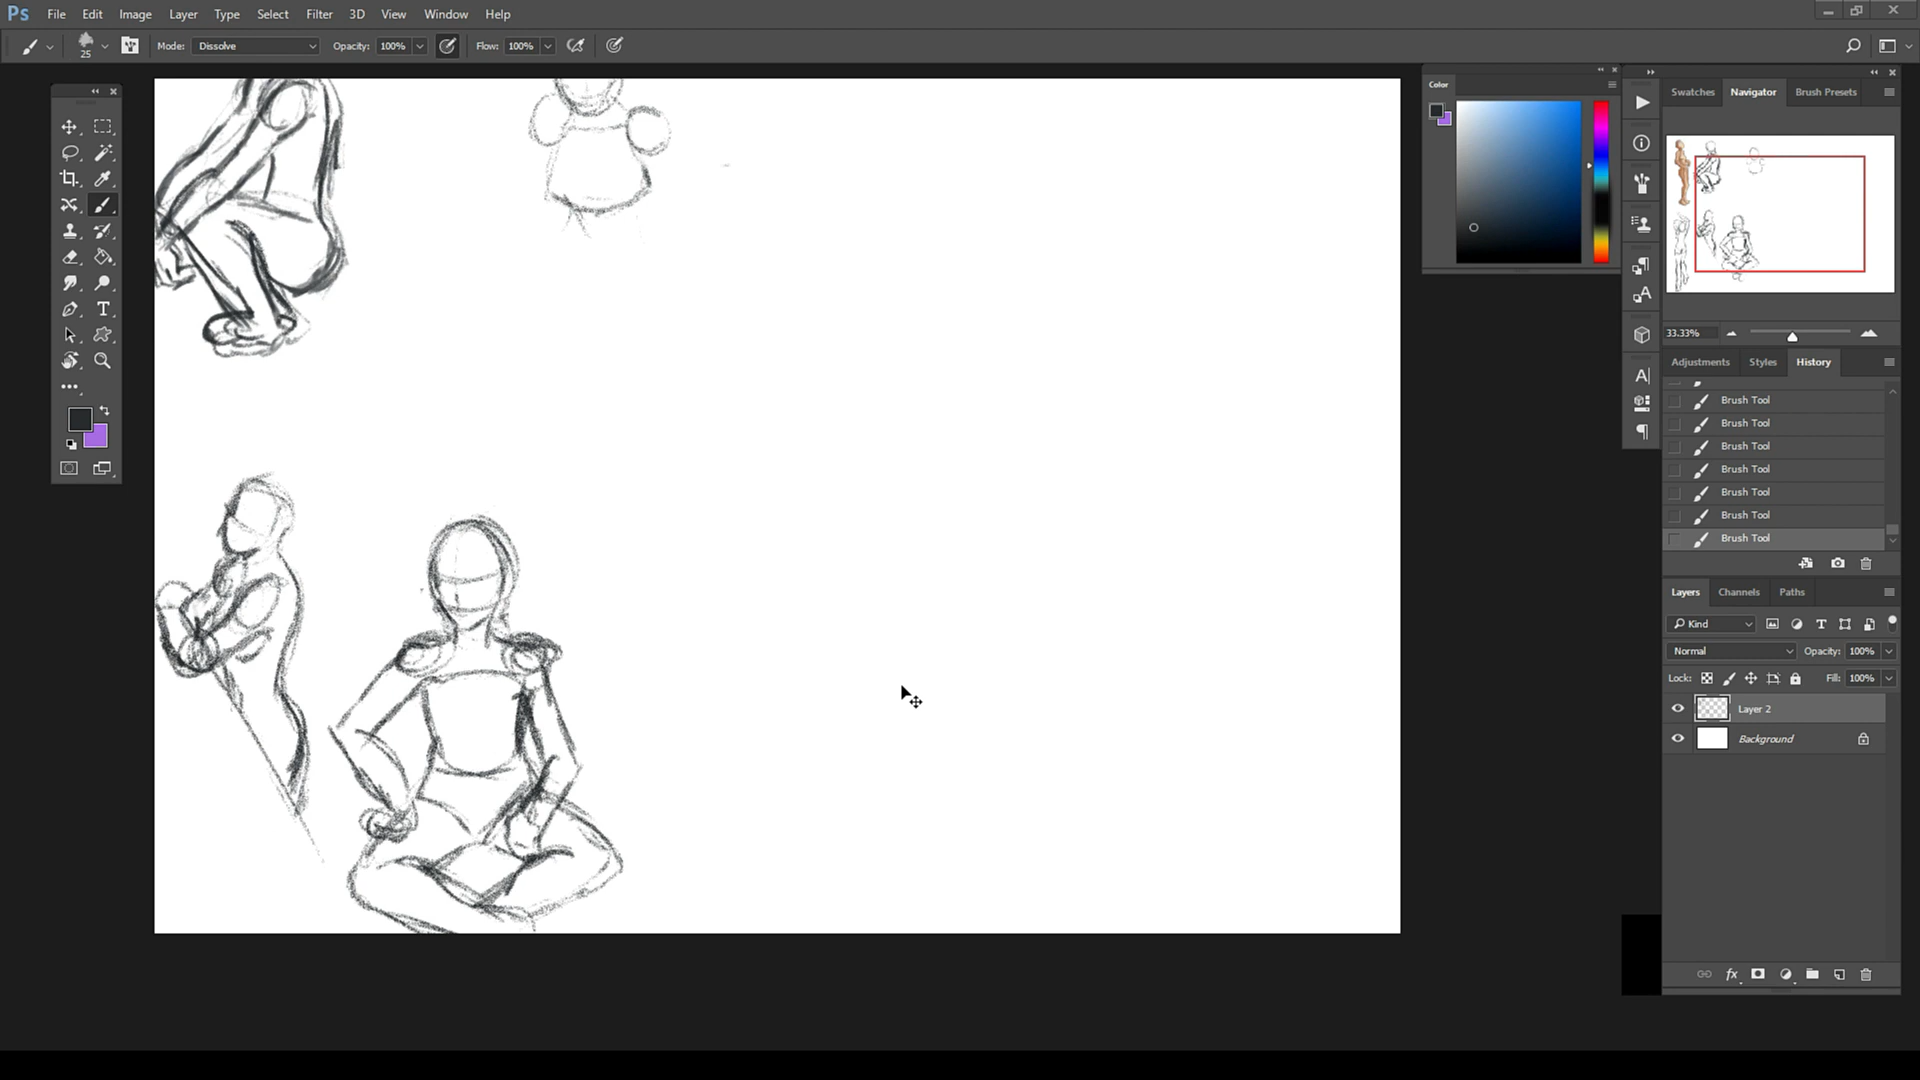 Ps File Edit Image Layer Type Select Filter 3D View Window Help
25 Mode: Dissolve Opacity: 100% Flow: 100%
Color
Swatches Navigator Brush Presets
33.33%
Adjustments Styles History
Brush Tool
Brush Tool
Brush Tool
Brush Tool
Brush Tool
Brush Tool
Brush Tool
Layers Channels Paths
Kind
Normal Opacity: 100%
Lock: Fill: 100%
Layer 2
Background
fx